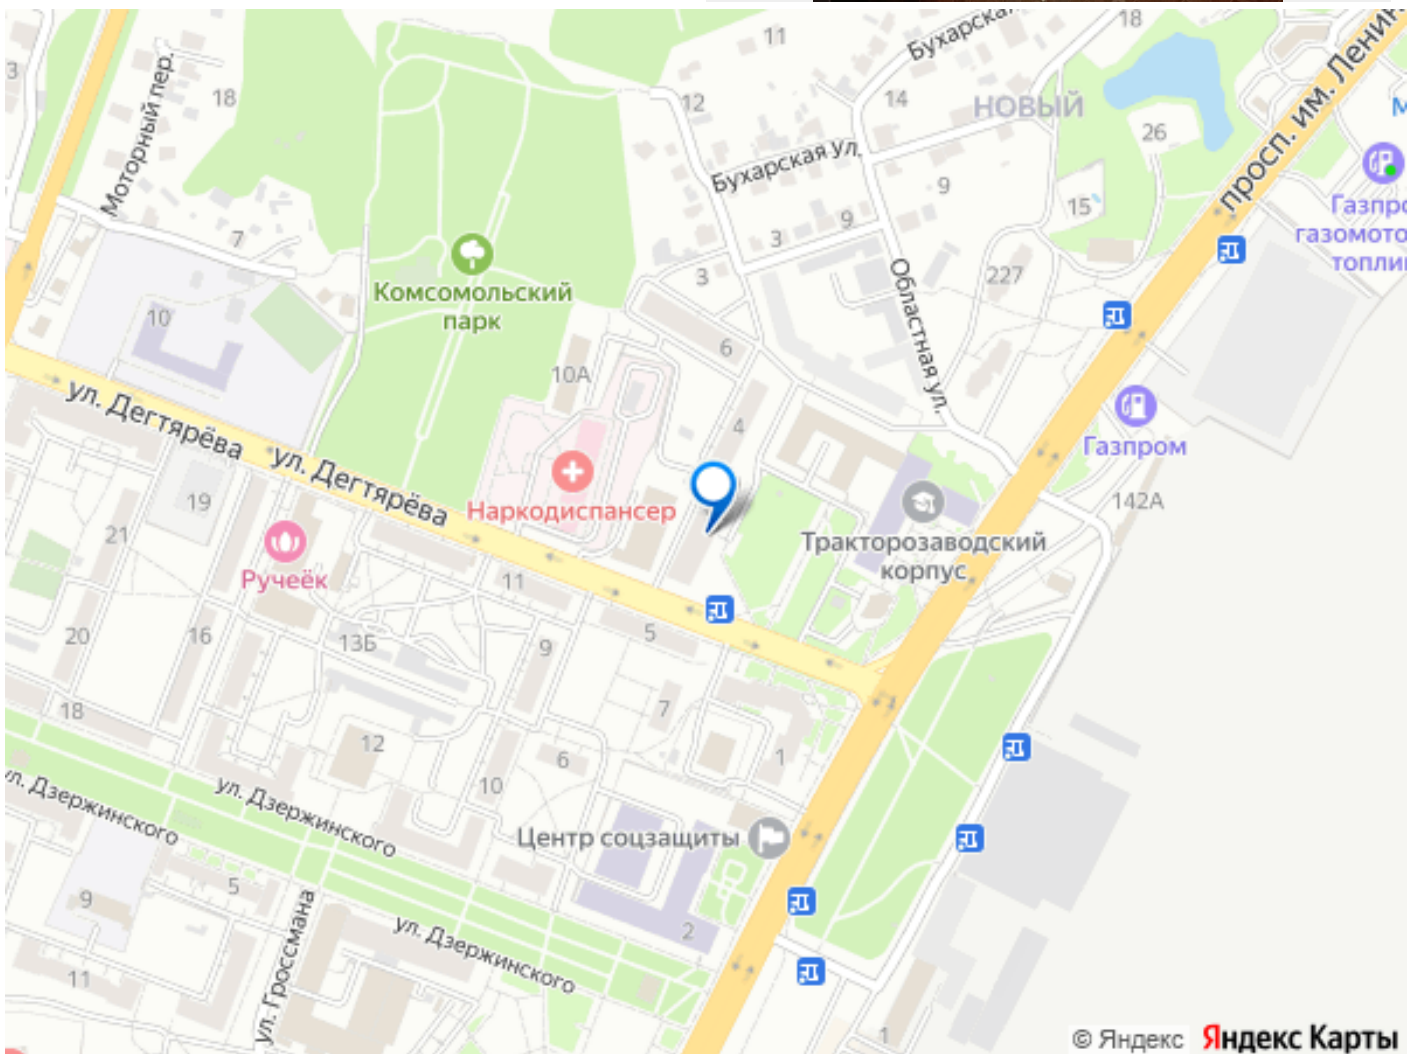 Бухарская
18
11
просп. им. Ленин
3
Моторный пер.
18
12
14
НОВЫЙ
М
26
Бухарская ул.
9
15
Газпро
газомото
топли
7
3
9
3
Областная ул.
227
Комсомольский
парк
10
6
10А
ул. Дегтярёва
4
Газпром
ул. Дегтярёва
19
Наркодиспансер
142А
21
Ручеёк
11
Тракторозаводский
корпус
20
16
13Б
9
5
18
7
12
1
6
10
ул. Дзержинского
ул. Дзержинского
Центр соцзащиты
5
9
ул. Гроссмана
ул. Дзержинского
2
11
1
© Яндекс
Яндекс Карты